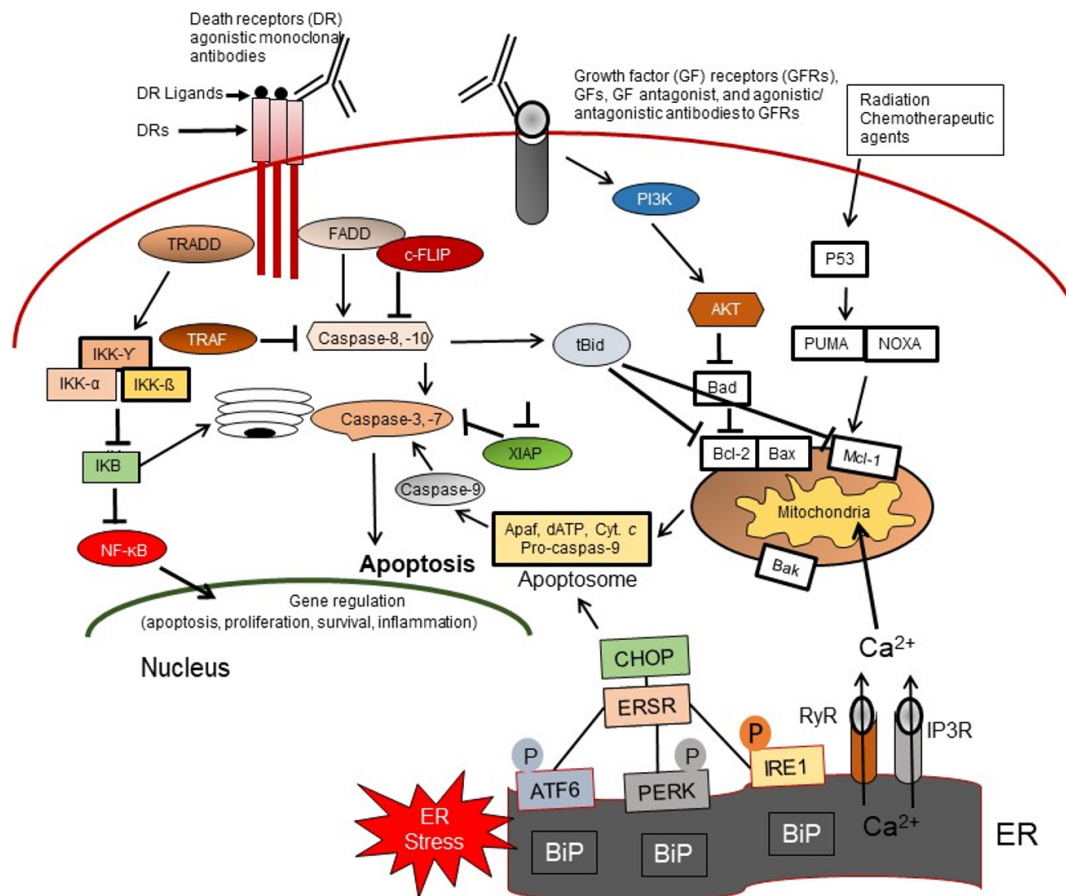 Death receptors (DR)
agonistic monoclonal
antibodies
DR Ligands
DRs
Growth factor (GF) receptors (GFRs),
GFs, GF antagonist, and agonistic/
antagonistic antibodies to GFRs
Radiation
Chemotherapeutic
agents
PI3K
TRADD
FADD
c-FLIP
P53
AKT
TRAF
Caspase-8, -10
tBid
PUMA
NOXA
IKK-Y
IKK-α
IKK-ß
Bad
Caspase-3, -7
XIAP
Bcl-2
Bax
Mcl-1
IKB
Caspase-9
Mitochondria
Apaf, dATP, Cyt. c
Pro-caspas-9
NF-κB
Apoptosis
Apoptosome
Bak
Gene regulation
(apoptosis, proliferation, survival, inflammation)
Nucleus
CHOP
Ca2+
ERSR
RyR
IP3R
P
P
P
ATF6
PERK
IRE1
ER
Stress
BiP
BiP
BiP
Ca2+
ER